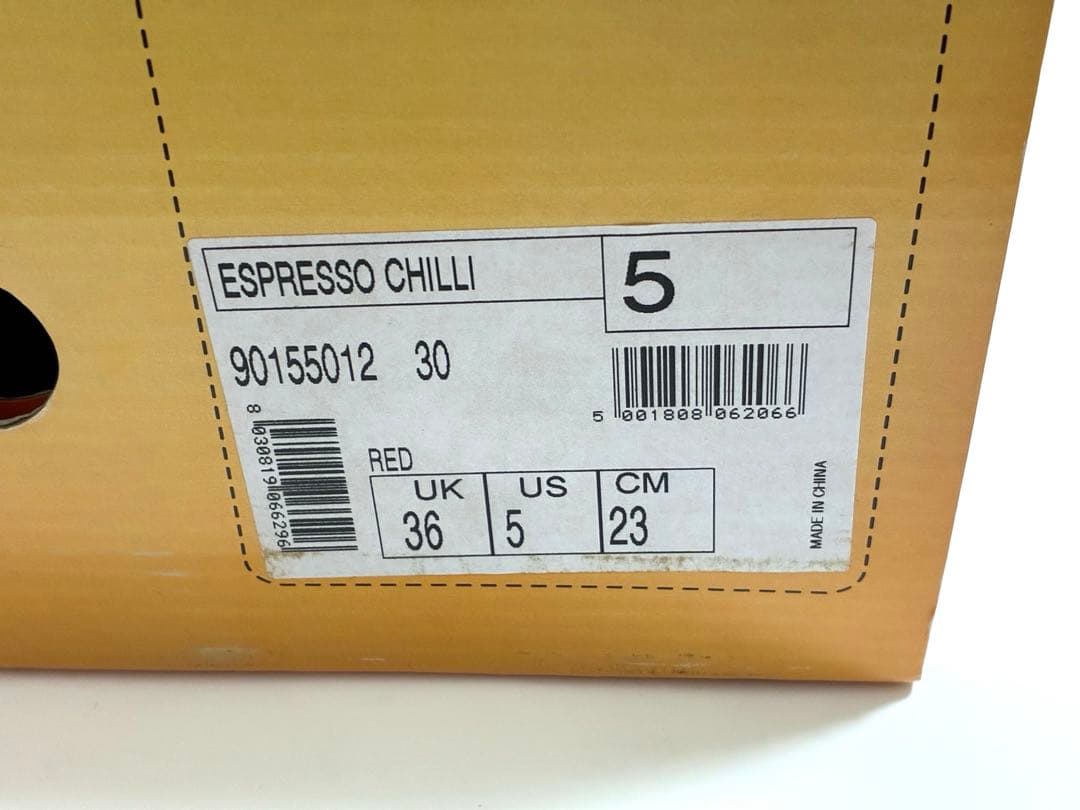 ESPRESSO CHILLI
5
90155012 30
5 001808 062066
8 030819 066296
RED
UK US CM
36 5 23
MADE IN CHINA